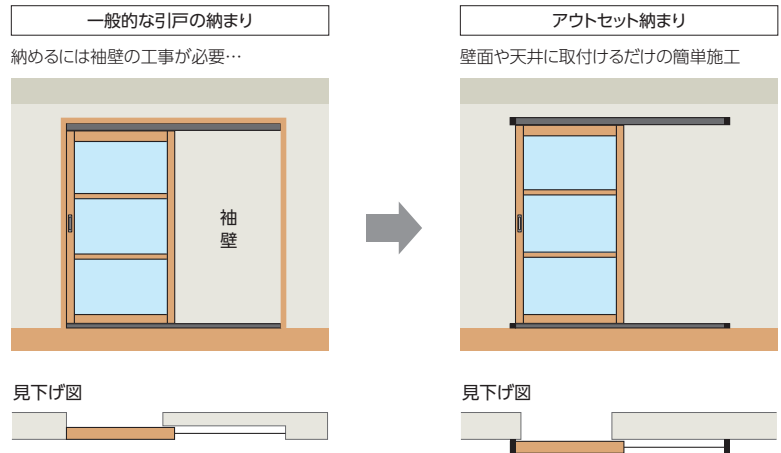 一般的な引戸の納まり
納めるには袖壁の工事が必要…
袖壁
見下げ図
アウトセット納まり
壁面や天井に取付けるだけの簡単施工
見下げ図